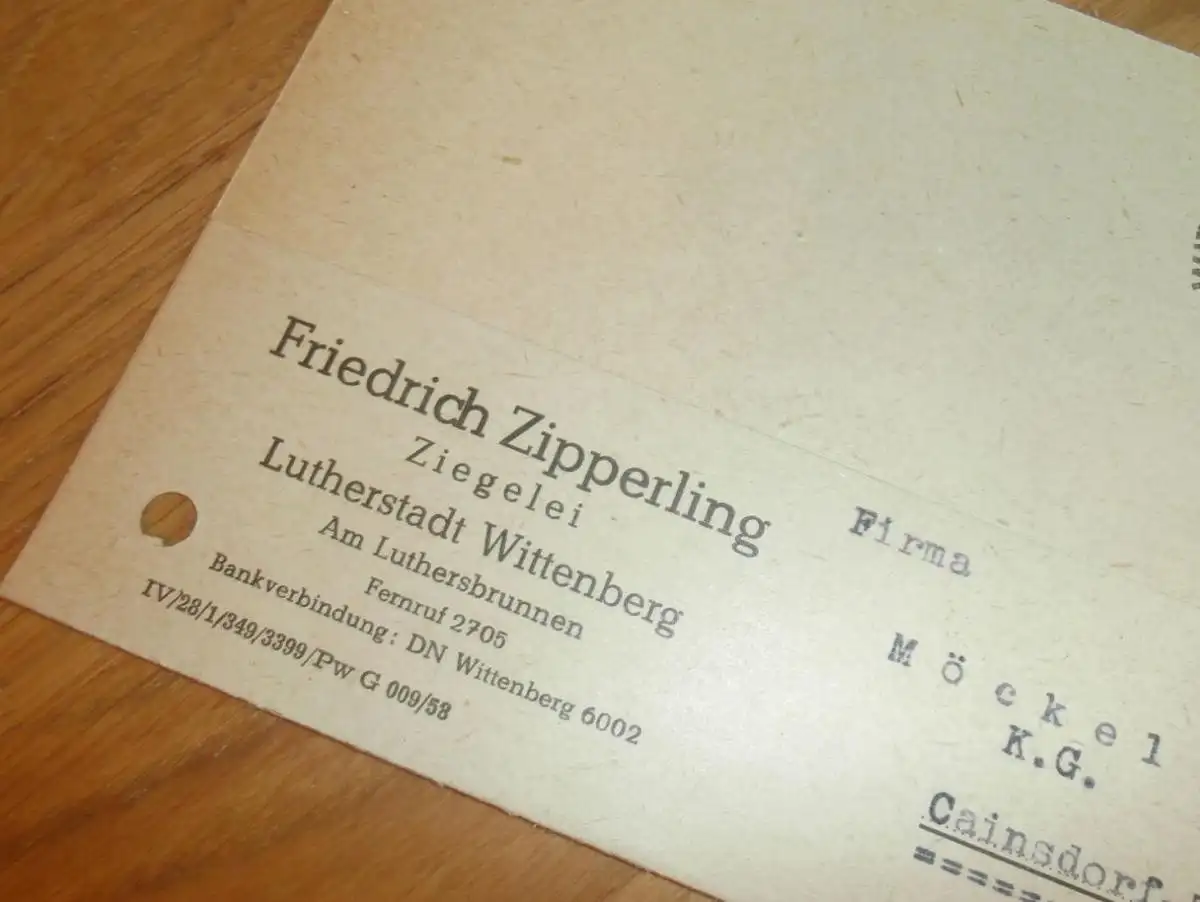 Friedrich Zipperling
Ziegelei
Lutherstadt Wittenberg
Am Luthersbrunnen
Fernruf 2705
Bankverbindung: DN Wittenberg 6002
IV/28/1/349/3399/Pw G 009/58
Firma
Möckel
K.G.
Cainsdorf